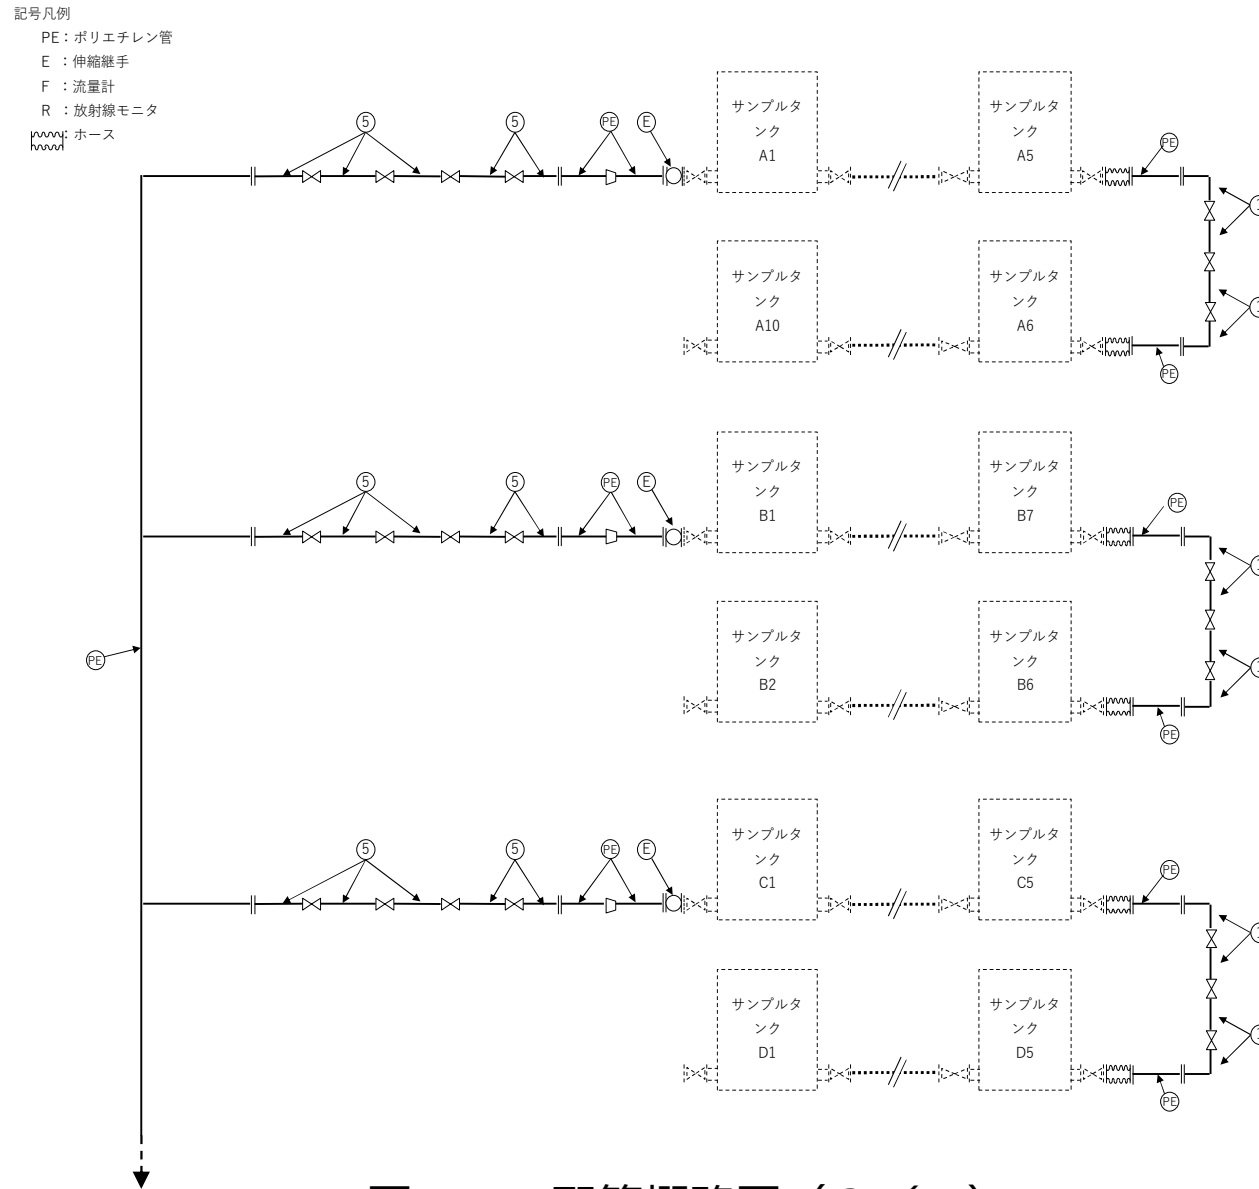 記号凡例
PE：ポリエチレン管
E ：伸縮継手
F ：流量計
R ：放射線モニタ
：ホース
5 5 PE E
サンプルタ
ンク
A1
サンプルタ
ンク
A5
PE
サンプルタ
ンク
A10
サンプルタ
ンク
A6
PE
5 5 PE E
サンプルタ
ンク
B1
サンプルタ
ンク
B7
PE
PE
サンプルタ
ンク
B2
サンプルタ
ンク
B6
PE
5 5 PE E
サンプルタ
ンク
C1
サンプルタ
ンク
C5
PE
サンプルタ
ンク
D1
サンプルタ
ンク
D5
PE